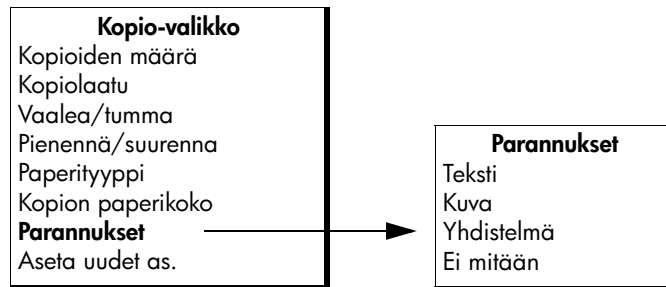 Kopio-valikko
Kopioiden määrä
Kopiolaatu
Vaalea/tumma
Pienennä/suurenna
Paperityyppi
Kopion paperikoko
Parannukset
Aseta uudet as.
Parannukset
Teksti
Kuva
Yhdistelmä
Ei mitään